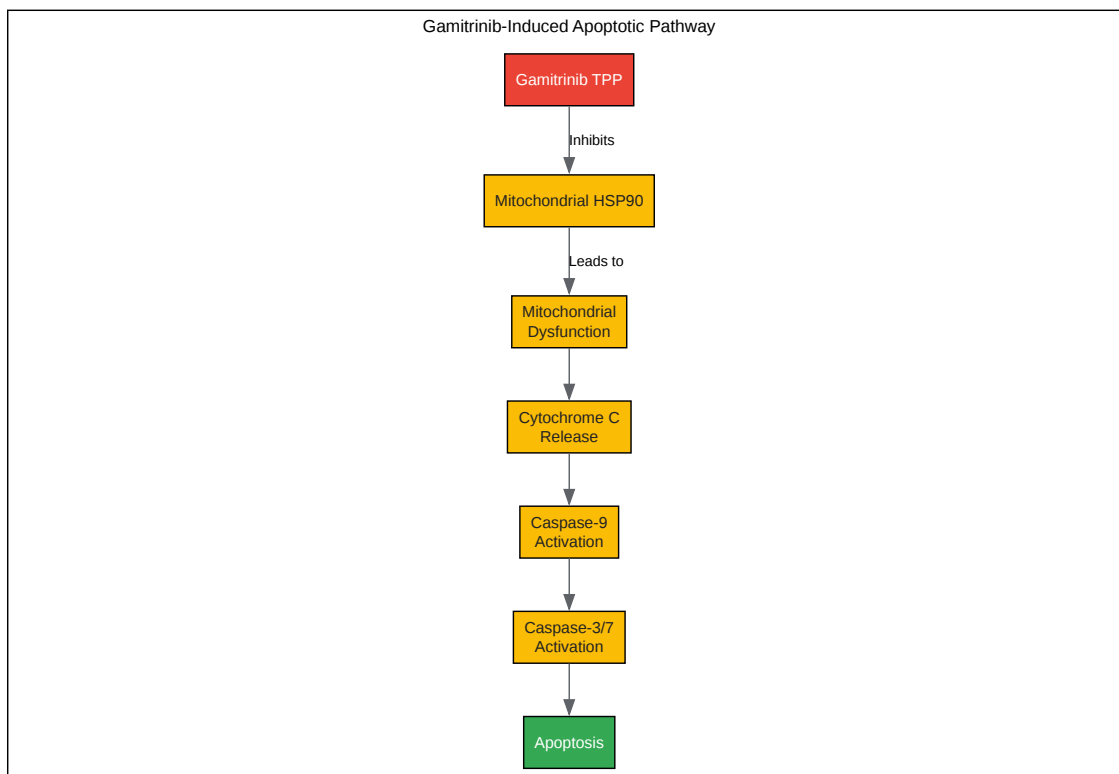 Gamitrinib-Induced Apoptotic Pathway
Gamitrinib TPP
Inhibits
Mitochondrial HSP90
Leads to
Mitochondrial
Dysfunction
Cytochrome C
Release
Caspase-9
Activation
Caspase-3/7
Activation
Apoptosis